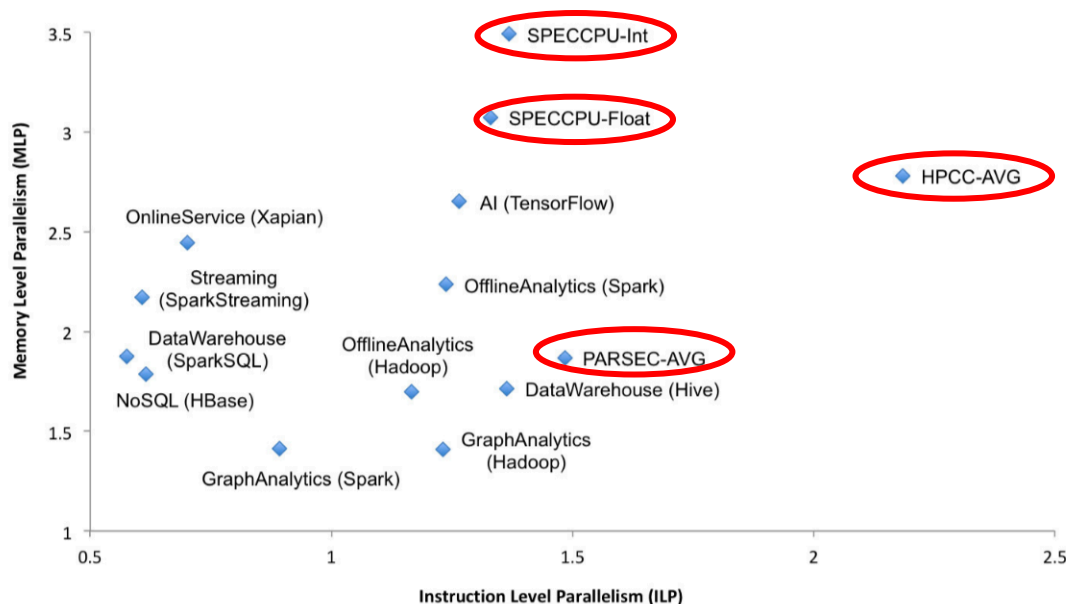 3.5
SPECCPU-Int
SPECCPU-Float
3
HPCC-AVG
AI (TensorFlow)
OnlineService (Xapian)
2.5
Streaming
(SparkStreaming)
OfflineAnalytics (Spark)
2
DataWarehouse
(SparkSQL)
OfflineAnalytics
(Hadoop)
PARSEC-AVG
NoSQL (HBase)
DataWarehouse (Hive)
1.5
GraphAnalytics
(Hadoop)
GraphAnalytics (Spark)
1
0.5
1
1.5
2
2.5
Memory Level Parallelism (MLP)
Instruction Level Parallelism (ILP)